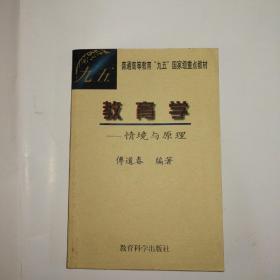 九五
普通高等教育“九五”国家级重点教材
教育学
——情境与原理
傅道春 编著
教育科学出版社